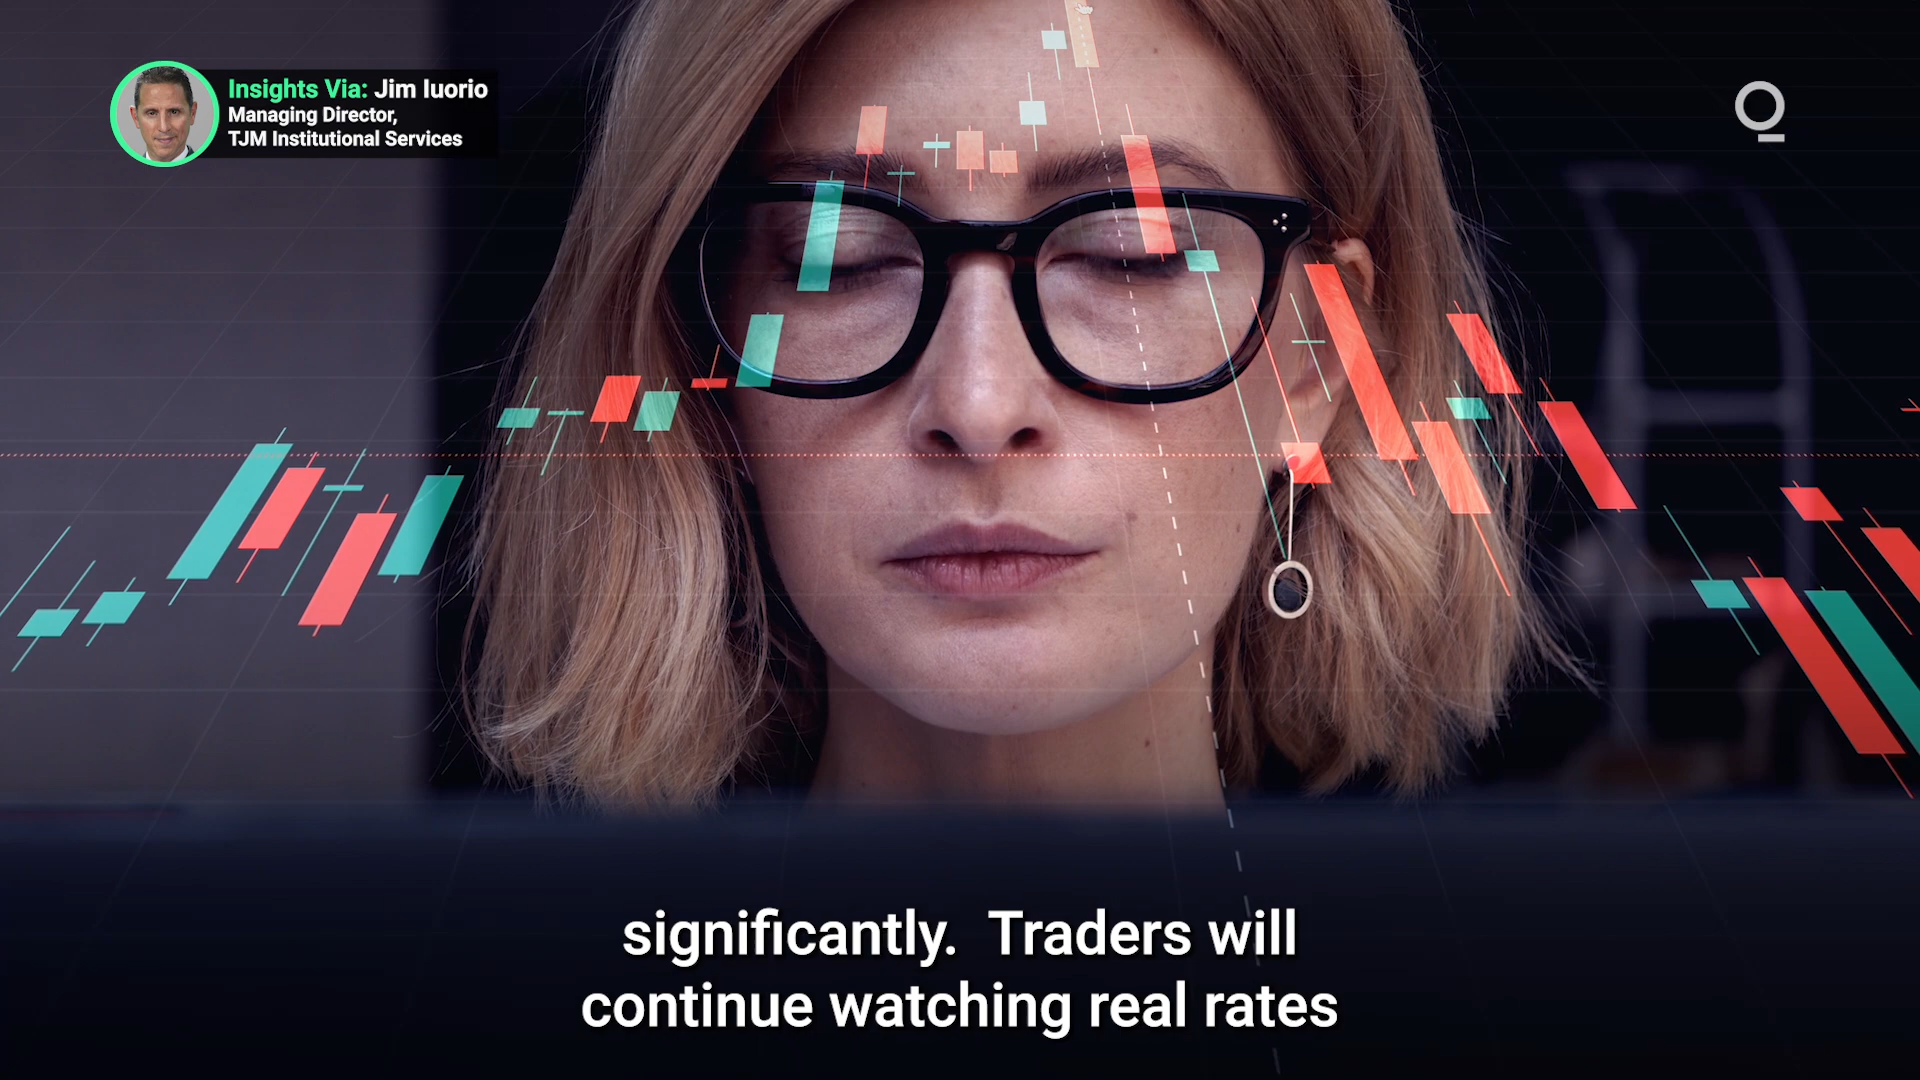 Insights Via: Jim Iuorio
Managing Director,
TJM Institutional Services
significantly. Traders will
continue watching real rates